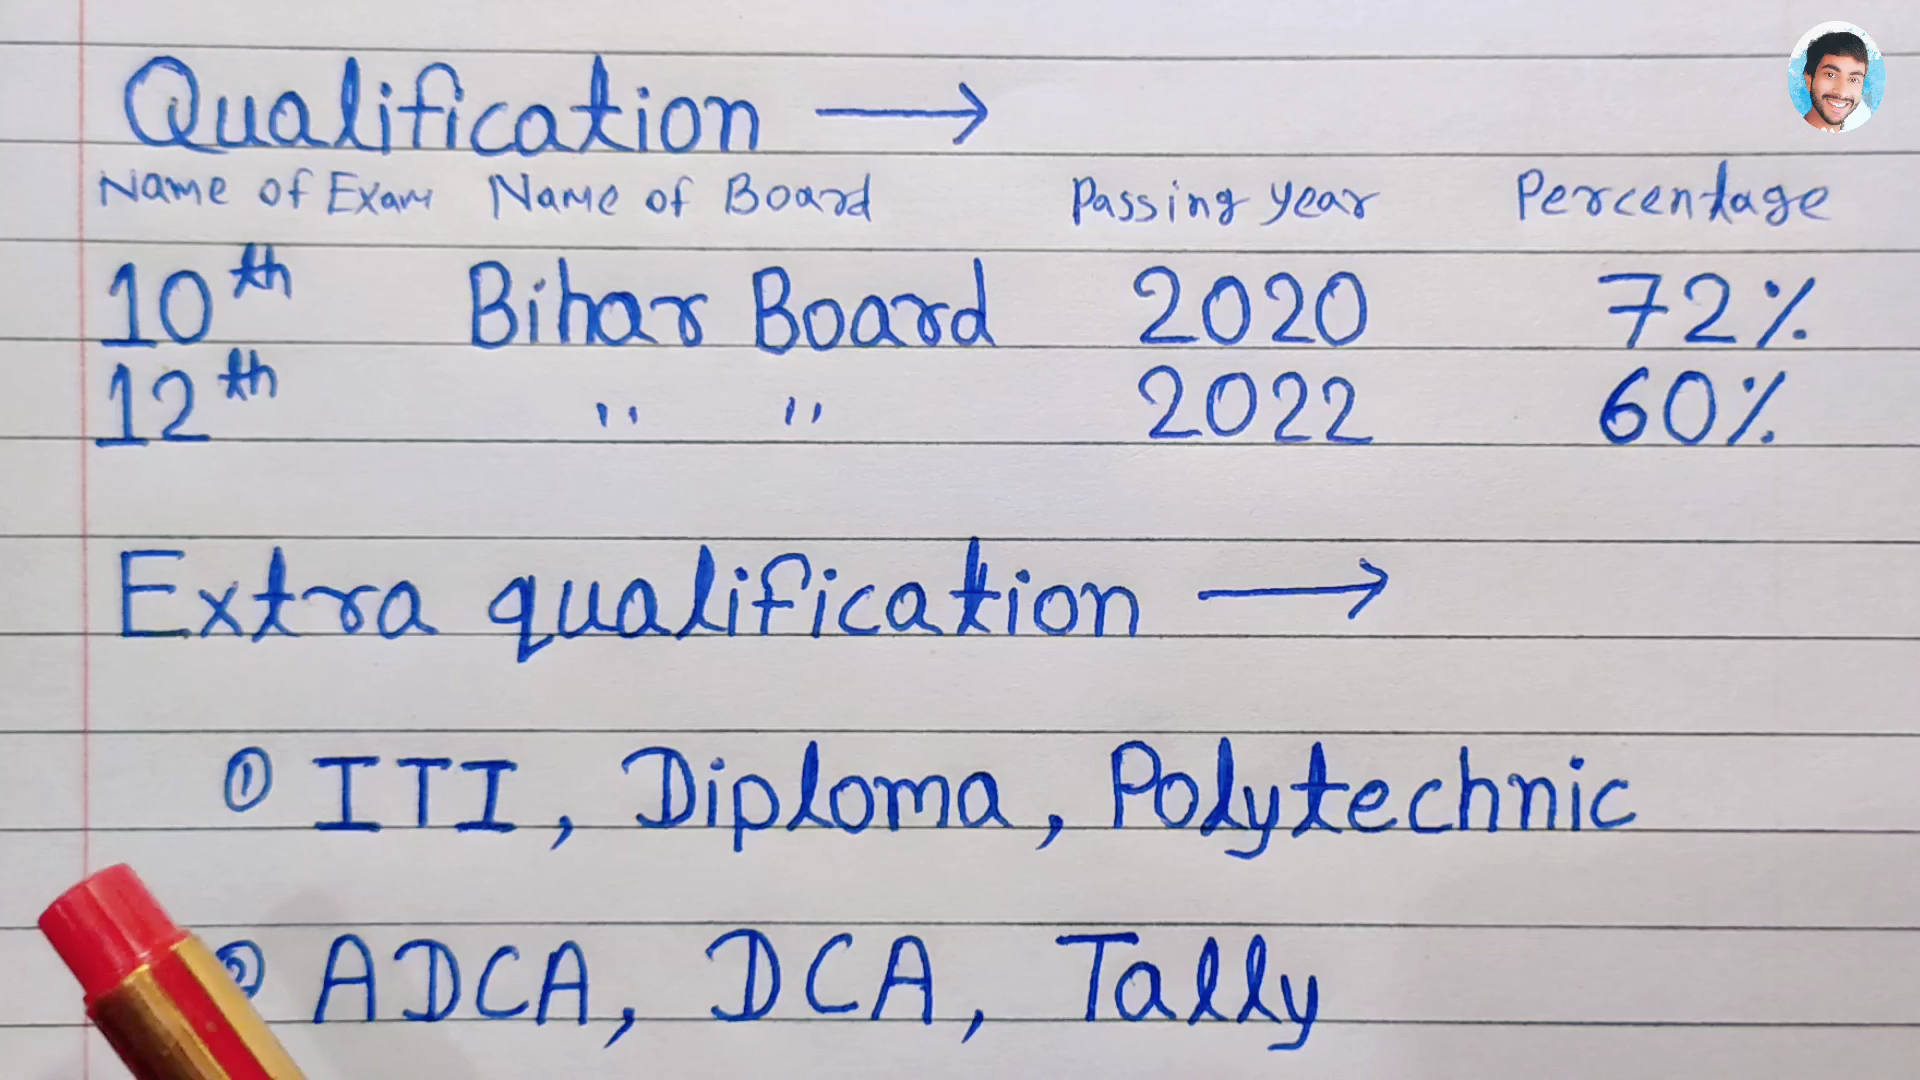 Qualification →
Name of Exam Name of Board Passing year Percentage
10th Bihar Board 2020 72%
12th " " 2022 60%
Extra qualification →
① ITI, Diploma, Polytechnic
② ADCA, DCA, Tally